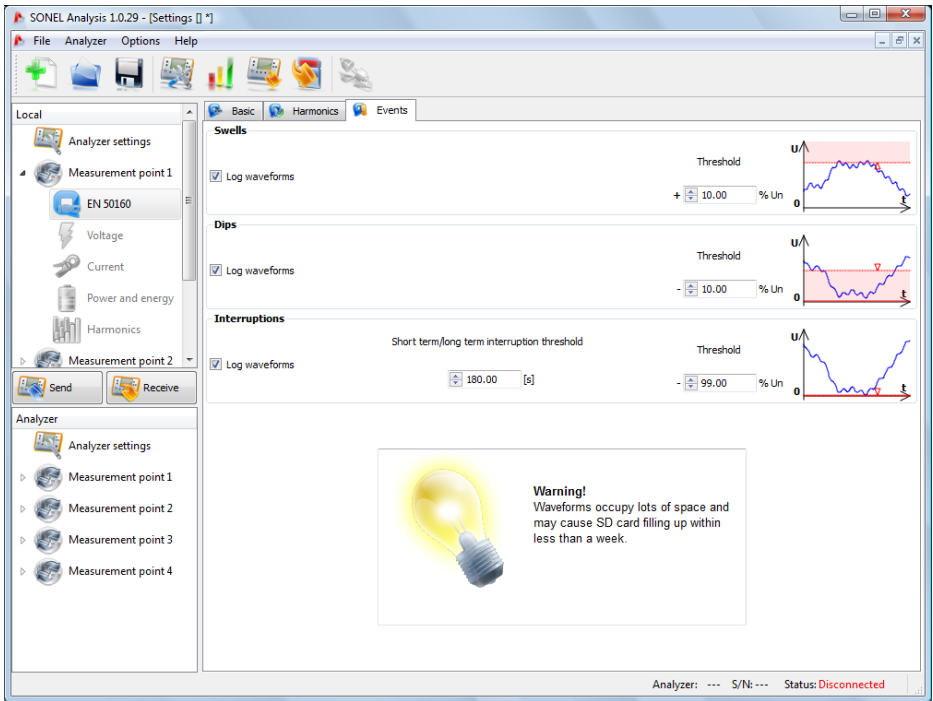 SONEL Analysis 1.0.29 - [Settings [] *]
File Analyzer Options Help
Local
Analyzer settings
Measurement point 1
EN 50160
Voltage
Current
Power and energy
Harmonics
Measurement point 2
Send Receive
Analyzer
Analyzer settings
Measurement point 1
Measurement point 2
Measurement point 3
Measurement point 4
Basic Harmonics Events
Swells
Log waveforms
Threshold
+ 10.00 % Un
U
0
t
Dips
Log waveforms
Threshold
- 10.00 % Un
U
0
t
Interruptions
Short term/long term interruption threshold
Log waveforms
180.00 [s]
Threshold
- 99.00 % Un
U
0
t
Warning!
Waveforms occupy lots of space and
may cause SD card filling up within
less than a week.
Analyzer: --- S/N: --- Status: Disconnected